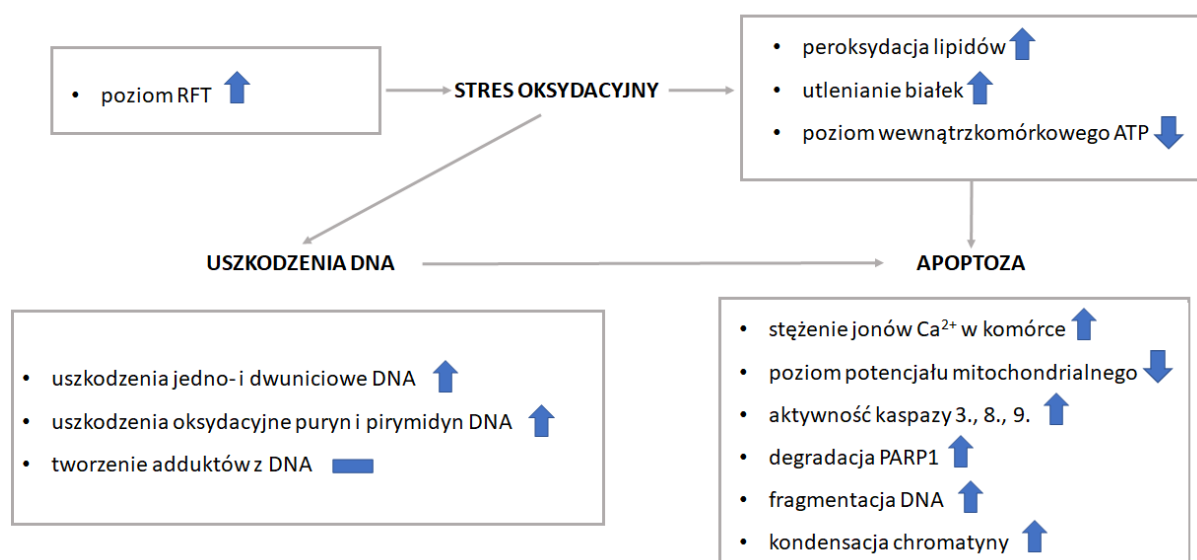 • poziom RFT
STRES OKSYDACYJNY
• peroksydacja lipidów
• utlenianie białek
• poziom wewnątrzkomórkowego ATP
USZKODZENIA DNA
APOPTOZA
• uszkodzenia jedno- i dwuniciowe DNA
• uszkodzenia oksydacyjne puryn i pirymidyn DNA
• tworzenie adduktów z DNA
• stężenie jonów Ca²⁺ w komórce
• poziom potencjału mitochondrialnego
• aktywność kaspazy 3., 8., 9.
• degradacja PARP1
• fragmentacja DNA
• kondensacja chromatyny